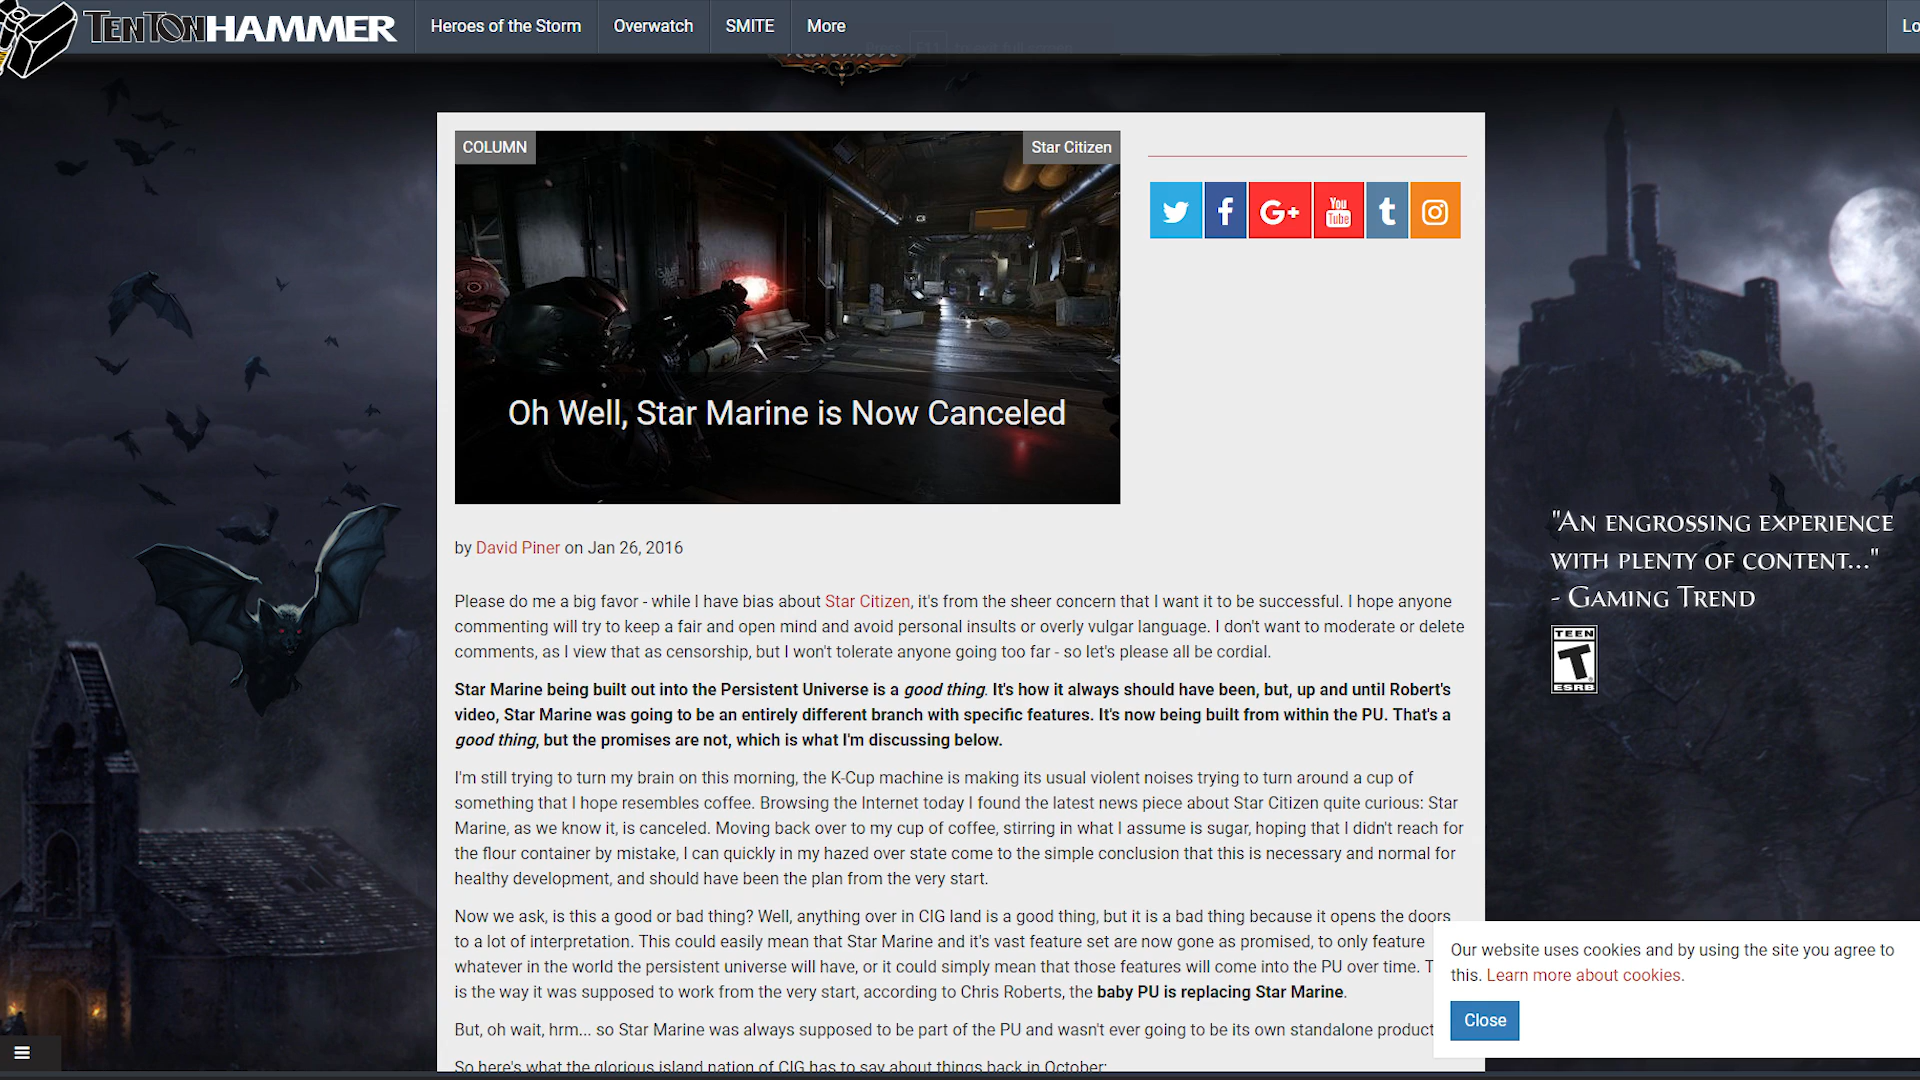 TENTONHAMMER
Heroes of the Storm
Overwatch
SMITE
More
Lo
COLUMN
Star Citizen
You
Tube
Oh Well, Star Marine is Now Canceled
by David Piner on Jan 26, 2016
Please do me a big favor - while I have bias about Star Citizen, it's from the sheer concern that I want it to be successful. I hope anyone
commenting will try to keep a fair and open mind and avoid personal insults or overly vulgar language. I don't want to moderate or delete
comments, as I view that as censorship, but I won't tolerate anyone going too far - so let's please all be cordial.
Star Marine being built out into the Persistent Universe is a good thing. It's how it always should have been, but, up and until Robert's
video, Star Marine was going to be an entirely different branch with specific features. It's now being built from within the PU. That's a
good thing, but the promises are not, which is what I'm discussing below.
I'm still trying to turn my brain on this morning, the K-Cup machine is making its usual violent noises trying to turn around a cup of
something that I hope resembles coffee. Browsing the Internet today I found the latest news piece about Star Citizen quite curious: Star
Marine, as we know it, is canceled. Moving back over to my cup of coffee, stirring in what I assume is sugar, hoping that I didn't reach for
the flour container by mistake, I can quickly in my hazed over state come to the simple conclusion that this is necessary and normal for
healthy development, and should have been the plan from the very start.
Now we ask, is this a good or bad thing? Well, anything over in CIG land is a good thing, but it is a bad thing because it opens the doors
to a lot of interpretation. This could easily mean that Star Marine and it's vast feature set are now gone as promised, to only feature
whatever in the world the persistent universe will have, or it could simply mean that those features will come into the PU over time. T
is the way it was supposed to work from the very start, according to Chris Roberts, the baby PU is replacing Star Marine.
But, oh wait, hrm... so Star Marine was always supposed to be part of the PU and wasn't ever going to be its own standalone product
So here's what the glorious island nation of CIG has to say about things back in October:
"AN ENGROSSING EXPERIENCE
WITH PLENTY OF CONTENT..."
- GAMING TREND
TEEN
T
ESRB
Our website uses cookies and by using the site you agree to
this. Learn more about cookies.
Close